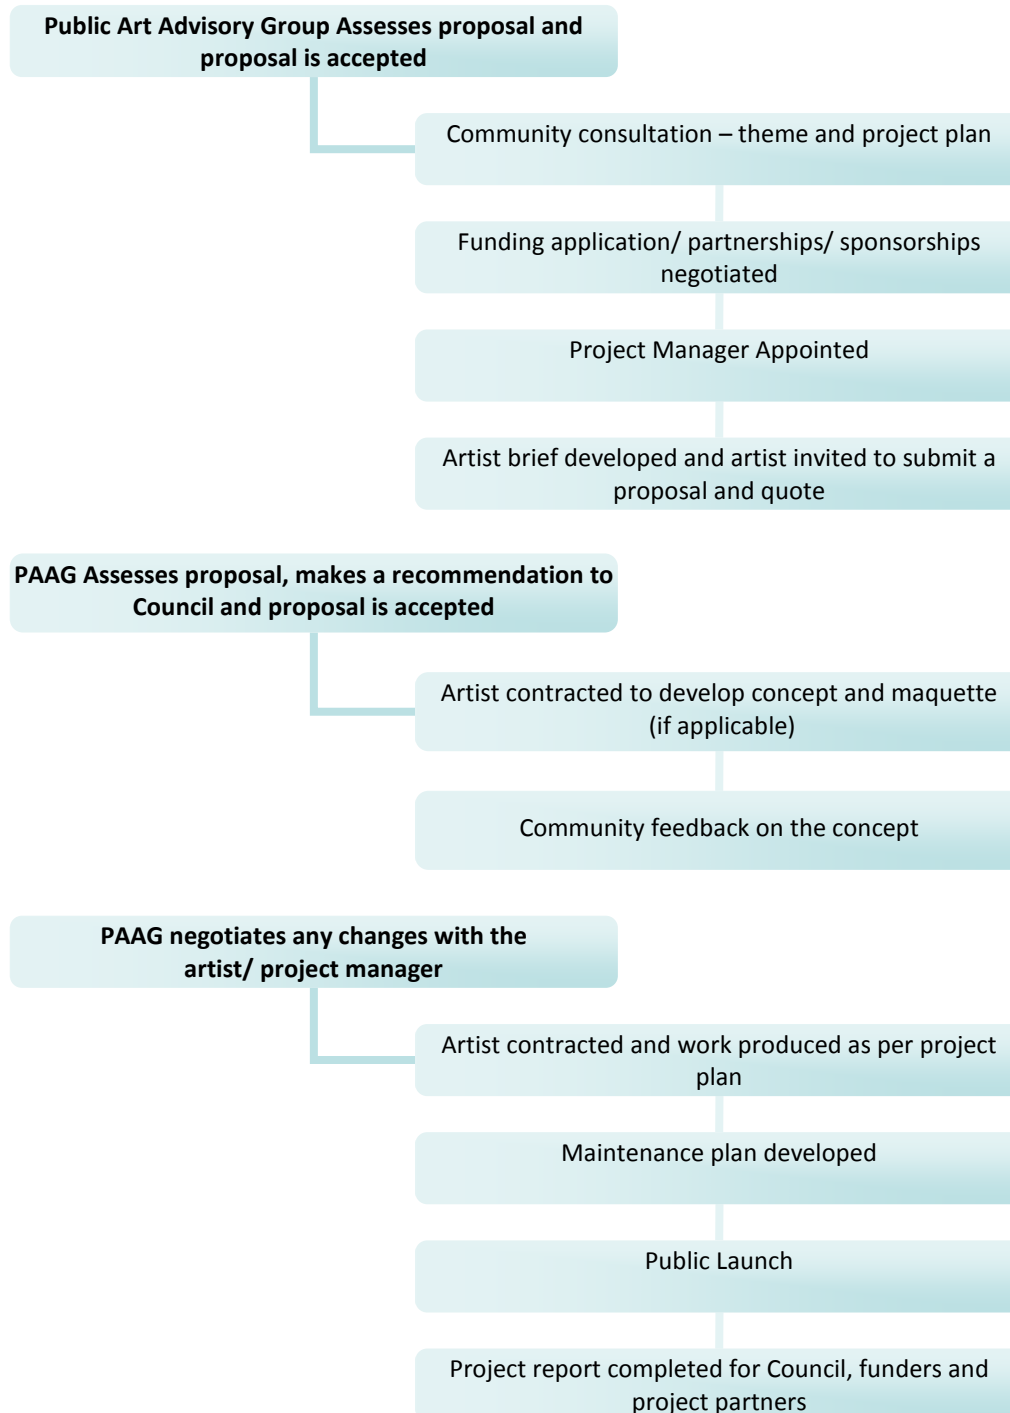 Public Art Advisory Group Assesses proposal and
proposal is accepted
Community consultation – theme and project plan
Funding application/ partnerships/ sponsorships
negotiated
Project Manager Appointed
Artist brief developed and artist invited to submit a
proposal and quote
PAAG Assesses proposal, makes a recommendation to
Council and proposal is accepted
Artist contracted to develop concept and maquette
(if applicable)
Community feedback on the concept
PAAG negotiates any changes with the
artist/ project manager
Artist contracted and work produced as per project
plan
Maintenance plan developed
Public Launch
Project report completed for Council, funders and
project partners